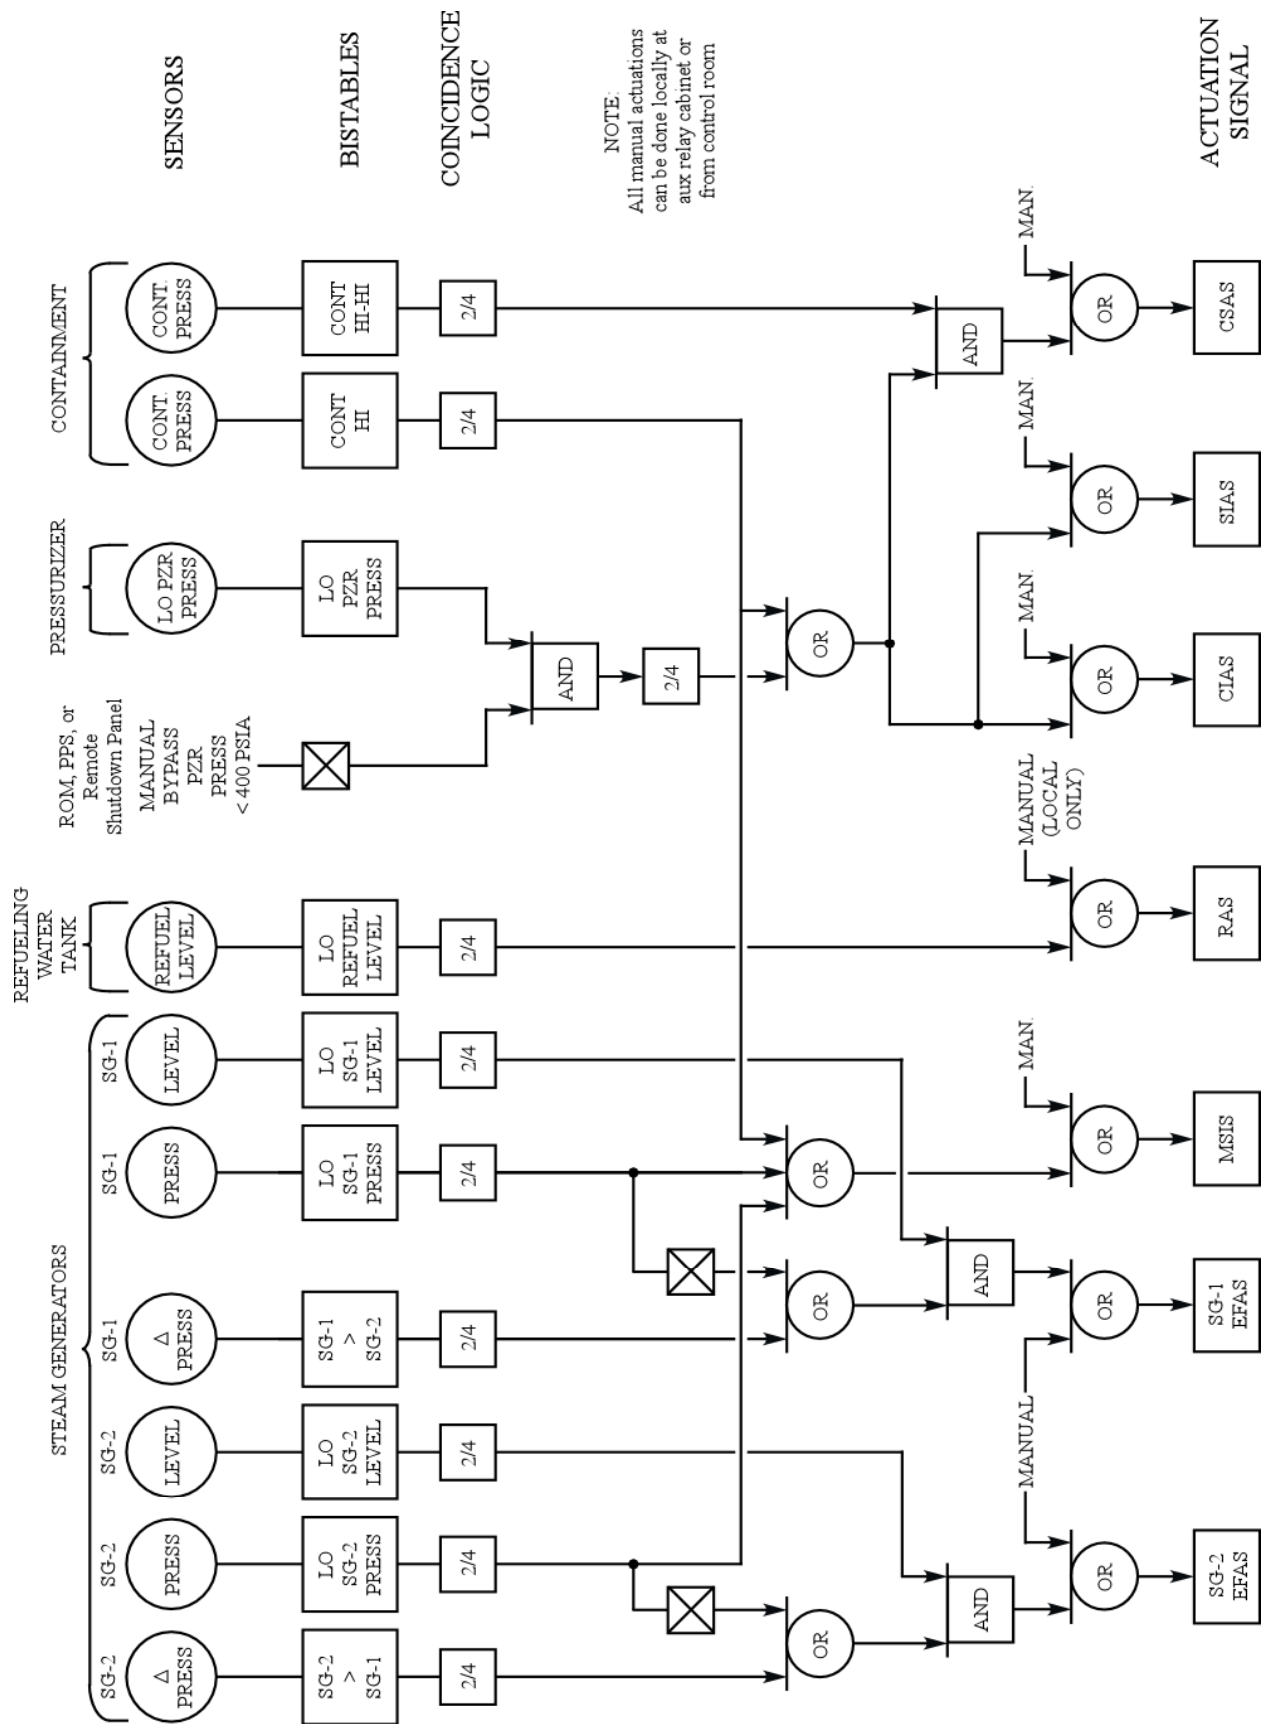 STEAM GENERATORS
REFUELING
WATER
TANK
PRESSURIZER
CONTAINMENT
SENSORS
SG-2
△
PRESS
SG-2
PRESS
SG-2
LEVEL
SG-1
△
PRESS
SG-1
PRESS
SG-1
LEVEL
REFUEL
LEVEL
ROM, PPS, or
Remote
Shutdown Panel
MANUAL
BYPASS
PZR
PRESS
< 400 PSIA
LO PZR
PRESS
CONT.
PRESS
CONT.
PRESS
BISTABLES
SG-2
>
SG-1
LO
SG-2
PRESS
LO
SG-2
LEVEL
SG-1
>
SG-2
LO
SG-1
PRESS
LO
SG-1
LEVEL
LO
REFUEL
LEVEL
LO
PZR
PRESS
CONT
HI
CONT
HI-HI
COINCIDENCE
LOGIC
2/4
2/4
2/4
2/4
2/4
2/4
2/4
2/4
2/4
AND
2/4
NOTE:
All manual actuations
can be done locally at
aux relay cabinet or
from control room
OR
OR
OR
OR
AND
AND
AND
MANUAL
MAN.
MANUAL
(LOCAL
ONLY)
MAN.
MAN.
MAN.
OR
OR
OR
OR
OR
OR
OR
ACTUATION
SIGNAL
SG-2
EFAS
SG-1
EFAS
MSIS
RAS
CIAS
SIAS
CSAS